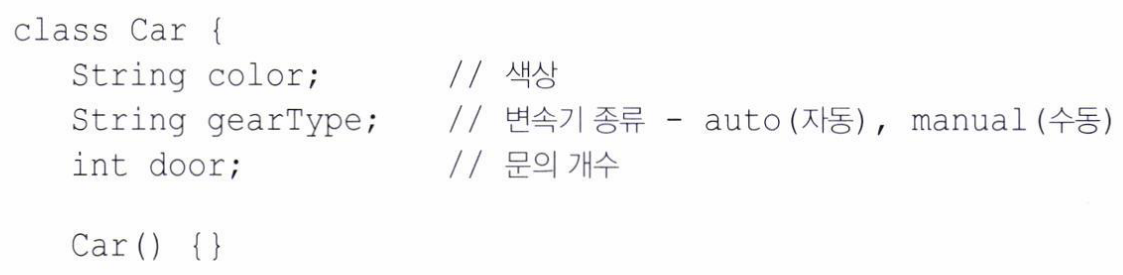 class Car {
String color; // 색상
String gearType; // 변속기 종류 - auto(자동), manual(수동)
int door; // 문의 개수
Car() {}